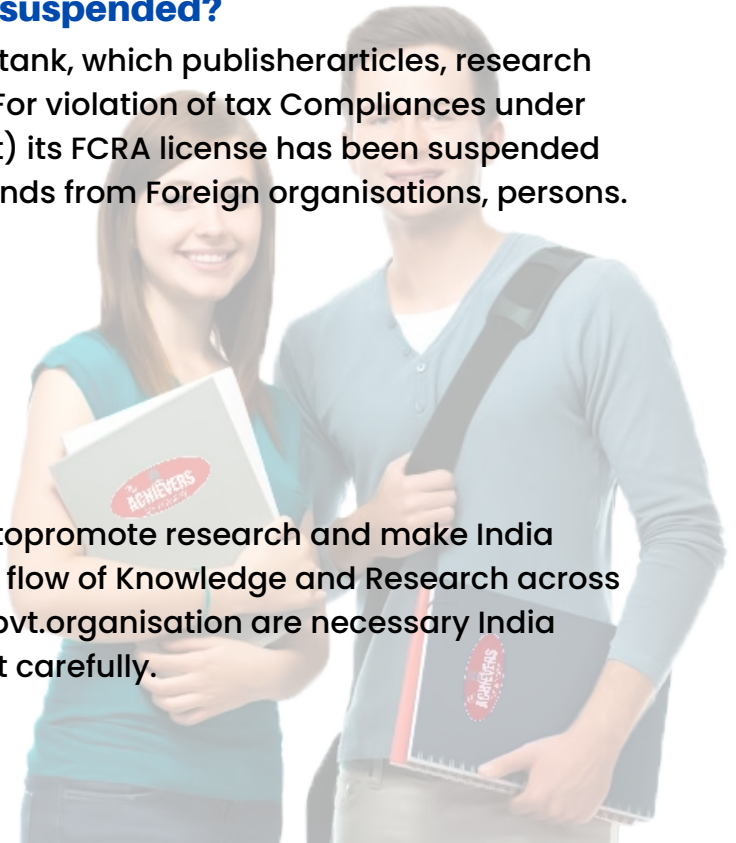 suspended?
tank, which publisherarticles, research
For violation of tax Compliances under
t) its FCRA license has been suspended
nds from Foreign organisations, persons.
ACHIEVERS
topromote research and make India
flow of Knowledge and Research across
ovt.organisation are necessary India
t carefully.
ACHIEVERS